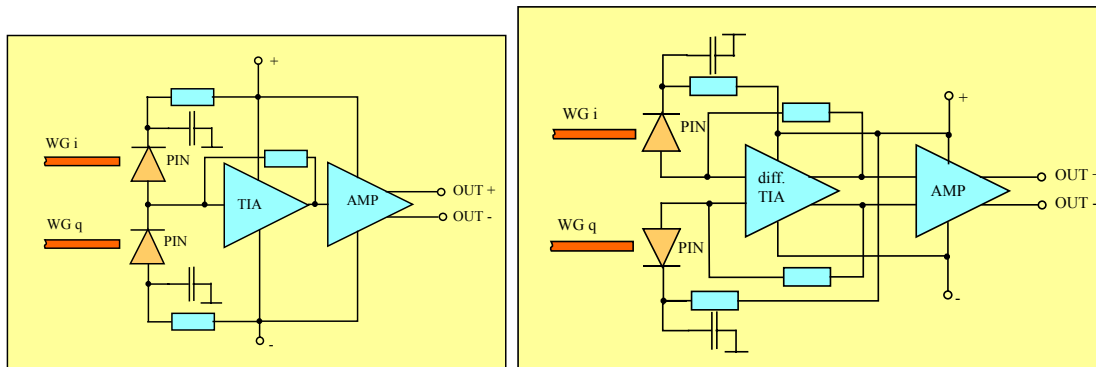 +
WG i
PIN
TIA
AMP
OUT +
OUT -
WG q
PIN
-
+
WG i
PIN
diff.
TIA
AMP
OUT +
OUT -
WG q
PIN
-